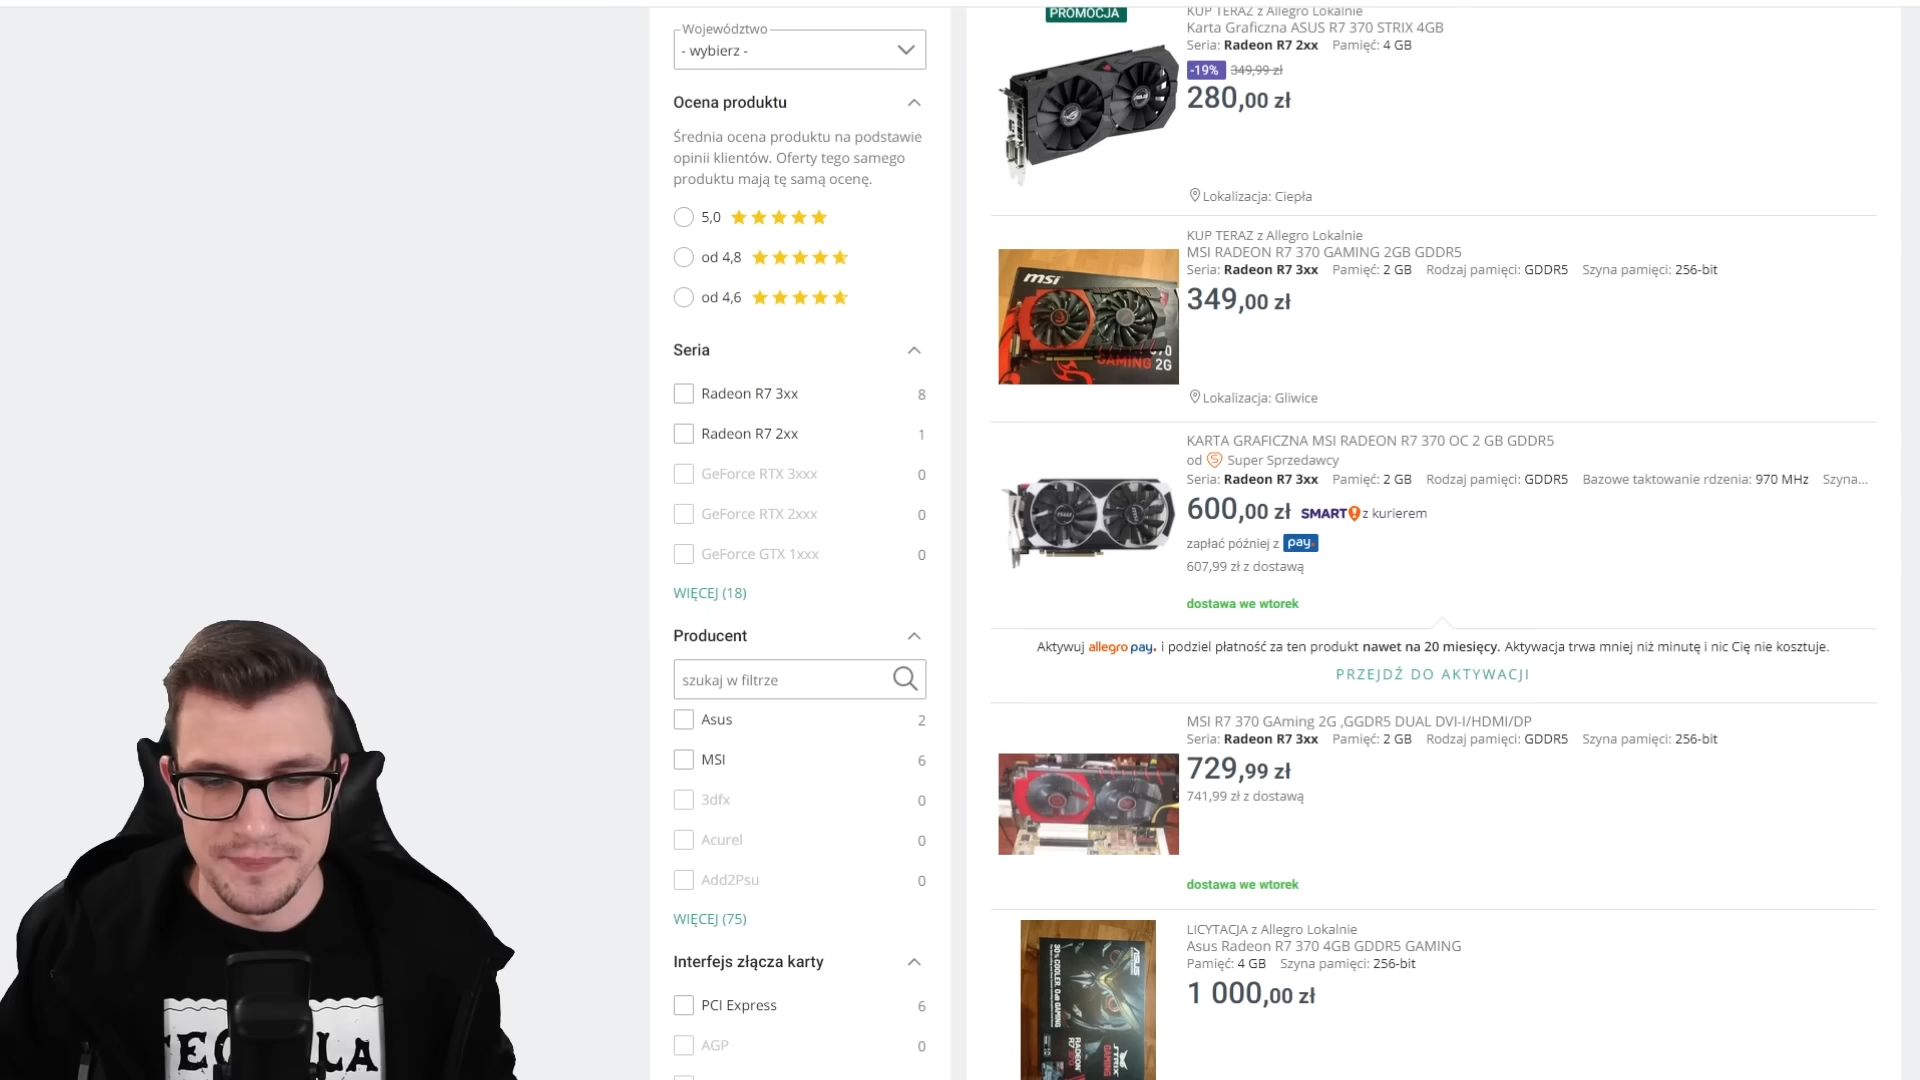 Województwo
- wybierz -
Ocena produktu
Średnia ocena produktu na podstawie
opinii klientów. Oferty tego samego
produktu mają tę samą ocenę.
5,0
od 4,8
od 4,6
Seria
Radeon R7 3xx 8
Radeon R7 2xx 1
GeForce RTX 3xxx 0
GeForce RTX 2xxx 0
GeForce GTX 1xxx 0
WIĘCEJ (18)
Producent
szukaj w filtrze
Asus 2
MSI 6
3dfx 0
Acurel 0
Add2Psu 0
WIĘCEJ (75)
Interfejs złącza karty
PCI Express 6
AGP 0
PROMOCJA
KUP TERAZ z Allegro Lokalnie
Karta Graficzna ASUS R7 370 STRIX 4GB
Seria: Radeon R7 2xx Pamięć: 4 GB
-19% 349,99 zł
280,00 zł
Lokalizacja: Ciepła
KUP TERAZ z Allegro Lokalnie
MSI RADEON R7 370 GAMING 2GB GDDR5
Seria: Radeon R7 3xx Pamięć: 2 GB Rodzaj pamięci: GDDR5 Szyna pamięci: 256-bit
349,00 zł
Lokalizacja: Gliwice
msi
GAMING 2G
KARTA GRAFICZNA MSI RADEON R7 370 OC 2 GB GDDR5
od Super Sprzedawcy
Seria: Radeon R7 3xx Pamięć: 2 GB Rodzaj pamięci: GDDR5 Bazowe taktowanie rdzenia: 970 MHz Szyna...
600,00 zł SMART! z kurierem
zapłać później z pay
607,99 zł z dostawą
dostawa we wtorek
Aktywuj allegro pay. i podziel płatność za ten produkt nawet na 20 miesięcy. Aktywacja trwa mniej niż minutę i nic Cię nie kosztuje.
PRZEJDŹ DO AKTYWACJI
MSI R7 370 GAming 2G ,GGDR5 DUAL DVI-I/HDMI/DP
Seria: Radeon R7 3xx Pamięć: 2 GB Rodzaj pamięci: GDDR5 Szyna pamięci: 256-bit
729,99 zł
741,99 zł z dostawą
dostawa we wtorek
LICYTACJA z Allegro Lokalnie
Asus Radeon R7 370 4GB GDDR5 GAMING
Pamięć: 4 GB Szyna pamięci: 256-bit
1 000,00 zł
ASUS
30% COOLER. 0dB GAMING
STRIX
GAMING
RADEON
R7 370